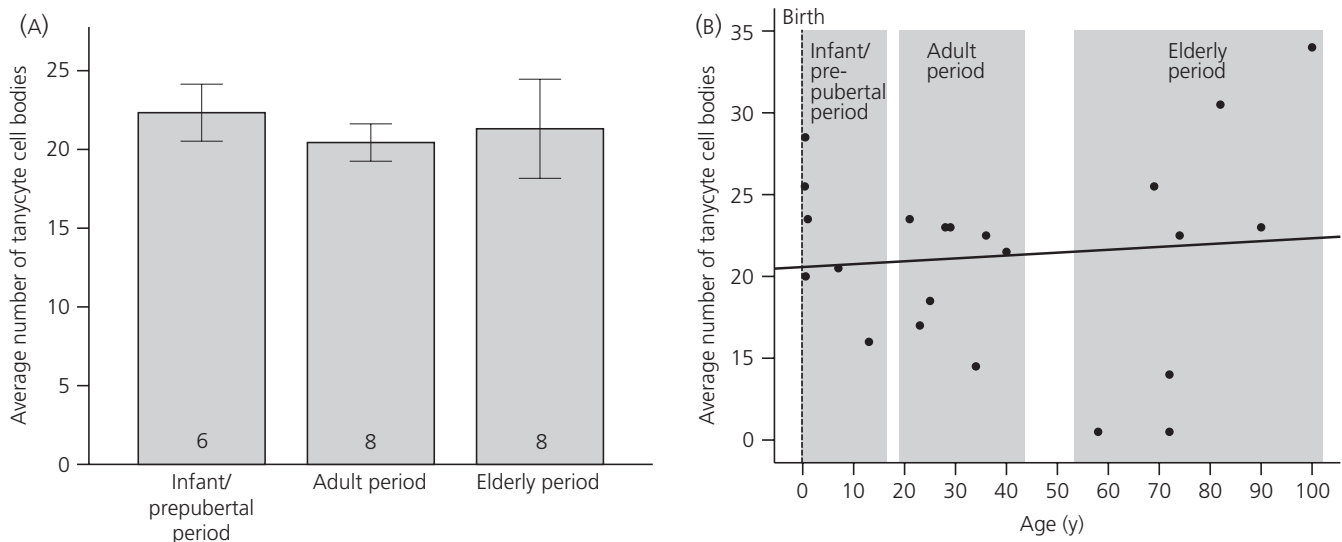 (A)
Average number of tanycyte cell bodies
25
20
15
10
5
0
6
8
8
Infant/
prepubertal
period
Adult period
Elderly period
(B)
Average number of tanycyte cell bodies
Birth
35
30
25
20
15
0
Infant/
pre-
pubertal
period
Adult
period
Elderly
period
0 10 20 40 30 50 60 70 80 90 100
Age (y)